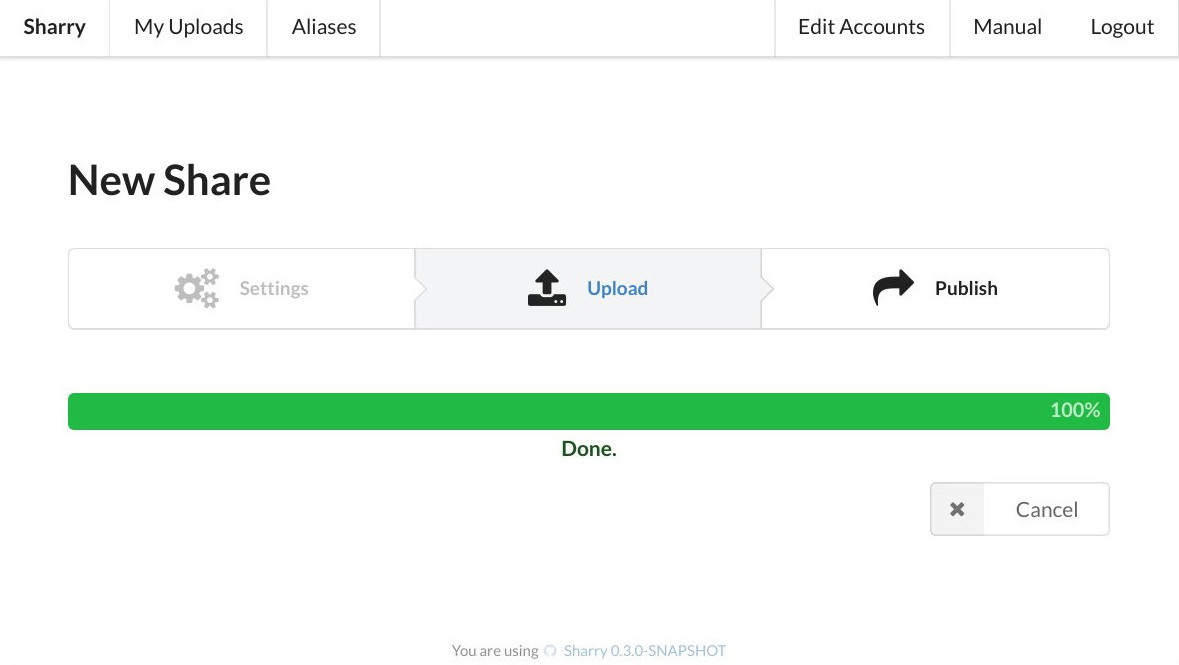 Sharry My Uploads Aliases Edit Accounts Manual Logout
New Share
Settings Upload Publish
100%
Done.
Cancel
You are using Sharry 0.3.0-SNAPSHOT